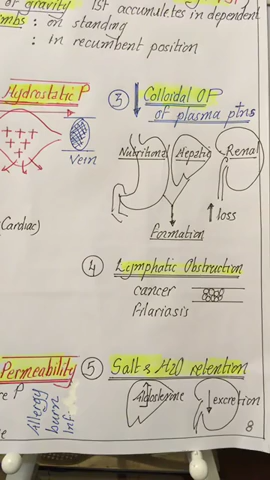 of gravity 1st accumulates in dependent
limbs : on standing
: In recumbent position
Hydrostatic P
③ ↓ Colloidal OP
of plasma ptns
Vein
Nutritional Hepatic Renal
↑ loss
Formation
(Cardiac)
④ Lymphatic Obstruction
cancer
filariasis
Permeability
⑤ Salt & H2O retention
Allergy
burn
Inf.
Aldosterone
↓ excretion
8